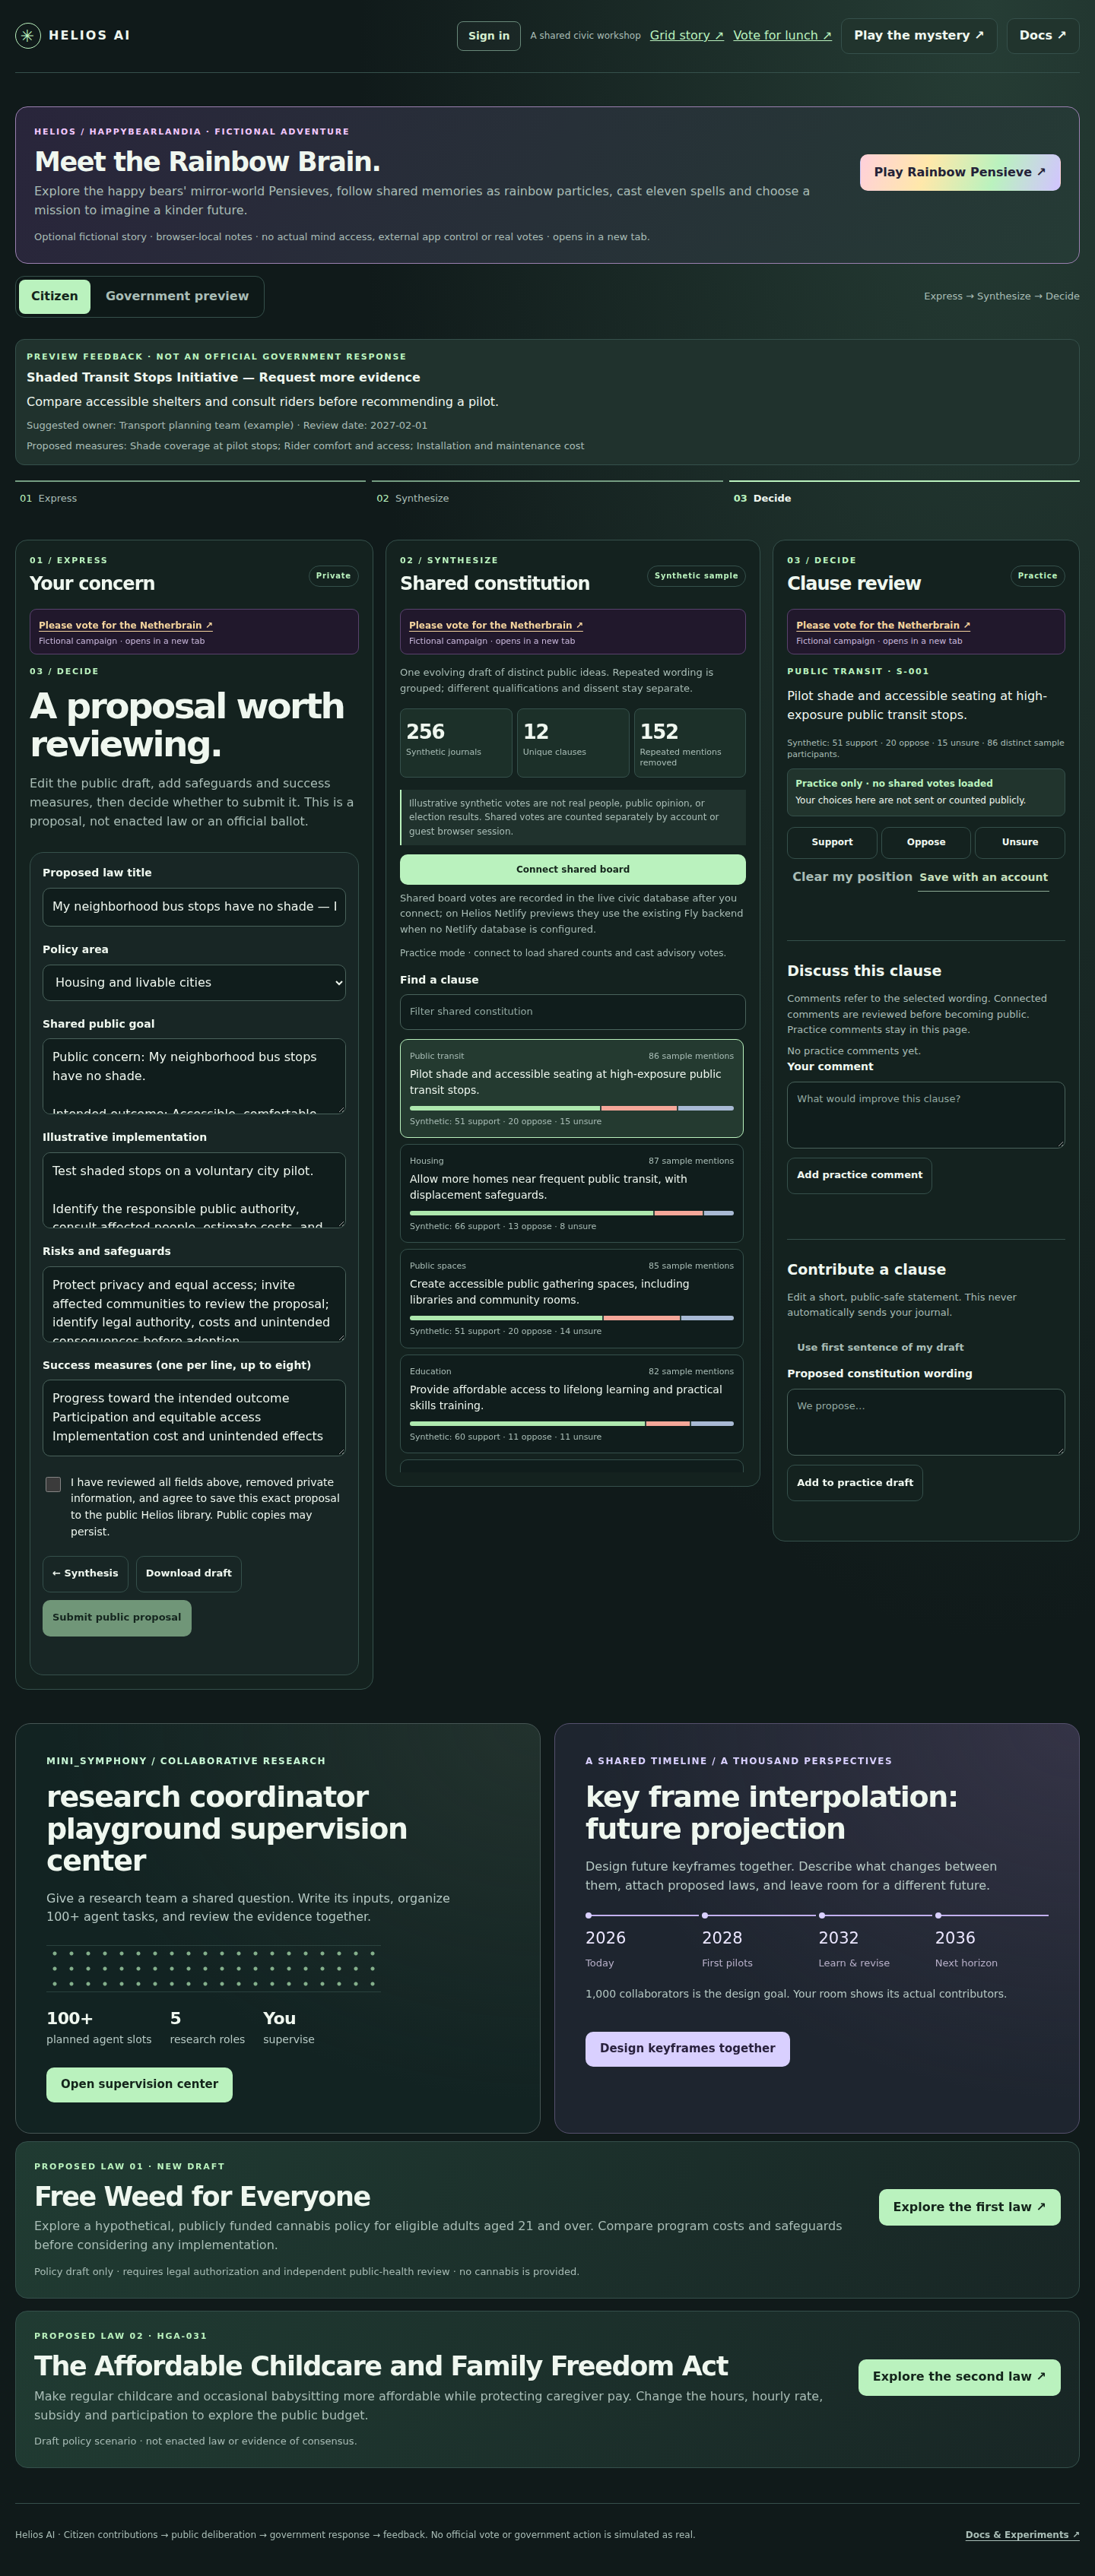 HELIOS AI
Sign in
A shared civic workshop
Grid story ↗
Vote for lunch ↗
Play the mystery ↗
Docs ↗
HELIOS / HAPPYBEARLANDIA · FICTIONAL ADVENTURE
Meet the Rainbow Brain.
Explore the happy bears' mirror-world Pensieves, follow shared memories as rainbow particles, cast eleven spells and choose a
mission to imagine a kinder future.
Optional fictional story · browser-local notes · no actual mind access, external app control or real votes · opens in a new tab.
Play Rainbow Pensieve ↗
Citizen
Government preview
Express → Synthesize → Decide
PREVIEW FEEDBACK · NOT AN OFFICIAL GOVERNMENT RESPONSE
Shaded Transit Stops Initiative — Request more evidence
Compare accessible shelters and consult riders before recommending a pilot.
Suggested owner: Transport planning team (example) · Review date: 2027-02-01
Proposed measures: Shade coverage at pilot stops; Rider comfort and access; Installation and maintenance cost
01 Express
02 Synthesize
03 Decide
01 / EXPRESS
Your concern
Private
Please vote for the Netherbrain ↗
Fictional campaign · opens in a new tab
03 / DECIDE
A proposal worth
reviewing.
Edit the public draft, add safeguards and success
measures, then decide whether to submit it. This is a
proposal, not enacted law or an official ballot.
Proposed law title
My neighborhood bus stops have no shade — I
Policy area
Housing and livable cities
Shared public goal
Public concern: My neighborhood bus stops
have no shade.
Intended outcome: Accessible, comfortable
Illustrative implementation
Test shaded stops on a voluntary city pilot.
Identify the responsible public authority,
consult affected people, estimate costs, and
Risks and safeguards
Protect privacy and equal access; invite
affected communities to review the proposal;
identify legal authority, costs and unintended
consequences before adoption
Success measures (one per line, up to eight)
Progress toward the intended outcome
Participation and equitable access
Implementation cost and unintended effects
I have reviewed all fields above, removed private
information, and agree to save this exact proposal
to the public Helios library. Public copies may
persist.
← Synthesis
Download draft
Submit public proposal
02 / SYNTHESIZE
Shared constitution
Synthetic sample
Please vote for the Netherbrain ↗
Fictional campaign · opens in a new tab
One evolving draft of distinct public ideas. Repeated wording is
grouped; different qualifications and dissent stay separate.
256
Synthetic journals
12
Unique clauses
152
Repeated mentions
removed
Illustrative synthetic votes are not real people, public opinion, or
election results. Shared votes are counted separately by account or
guest browser session.
Connect shared board
Shared board votes are recorded in the live civic database after you
connect; on Helios Netlify previews they use the existing Fly backend
when no Netlify database is configured.
Practice mode · connect to load shared counts and cast advisory votes.
Find a clause
Filter shared constitution
Public transit
86 sample mentions
Pilot shade and accessible seating at high-exposure public
transit stops.
Synthetic: 51 support · 20 oppose · 15 unsure
Housing
87 sample mentions
Allow more homes near frequent public transit, with
displacement safeguards.
Synthetic: 66 support · 13 oppose · 8 unsure
Public spaces
85 sample mentions
Create accessible public gathering spaces, including
libraries and community rooms.
Synthetic: 51 support · 20 oppose · 14 unsure
Education
82 sample mentions
Provide affordable access to lifelong learning and practical
skills training.
Synthetic: 60 support · 11 oppose · 11 unsure
03 / DECIDE
Clause review
Practice
Please vote for the Netherbrain ↗
Fictional campaign · opens in a new tab
PUBLIC TRANSIT · S-001
Pilot shade and accessible seating at high-
exposure public transit stops.
Synthetic: 51 support · 20 oppose · 15 unsure · 86 distinct sample
participants.
Practice only · no shared votes loaded
Your choices here are not sent or counted publicly.
Support
Oppose
Unsure
Clear my position
Save with an account
Discuss this clause
Comments refer to the selected wording. Connected
comments are reviewed before becoming public.
Practice comments stay in this page.
No practice comments yet.
Your comment
What would improve this clause?
Add practice comment
Contribute a clause
Edit a short, public-safe statement. This never
automatically sends your journal.
Use first sentence of my draft
Proposed constitution wording
We propose...
Add to practice draft
MINI_SYMPHONY / COLLABORATIVE RESEARCH
research coordinator
playground supervision
center
Give a research team a shared question. Write its inputs, organize
100+ agent tasks, and review the evidence together.
100+
planned agent slots
5
research roles
You
supervise
Open supervision center
A SHARED TIMELINE / A THOUSAND PERSPECTIVES
key frame interpolation:
future projection
Design future keyframes together. Describe what changes between
them, attach proposed laws, and leave room for a different future.
2026
Today
2028
First pilots
2032
Learn & revise
2036
Next horizon
1,000 collaborators is the design goal. Your room shows its actual contributors.
Design keyframes together
PROPOSED LAW 01 · NEW DRAFT
Free Weed for Everyone
Explore a hypothetical, publicly funded cannabis policy for eligible adults aged 21 and over. Compare program costs and safeguards
before considering any implementation.
Policy draft only · requires legal authorization and independent public-health review · no cannabis is provided.
Explore the first law ↗
PROPOSED LAW 02 · HGA-031
The Affordable Childcare and Family Freedom Act
Make regular childcare and occasional babysitting more affordable while protecting caregiver pay. Change the hours, hourly rate,
subsidy and participation to explore the public budget.
Draft policy scenario · not enacted law or evidence of consensus.
Explore the second law ↗
Helios AI · Citizen contributions → public deliberation → government response → feedback. No official vote or government action is simulated as real.
Docs & Experiments ↗